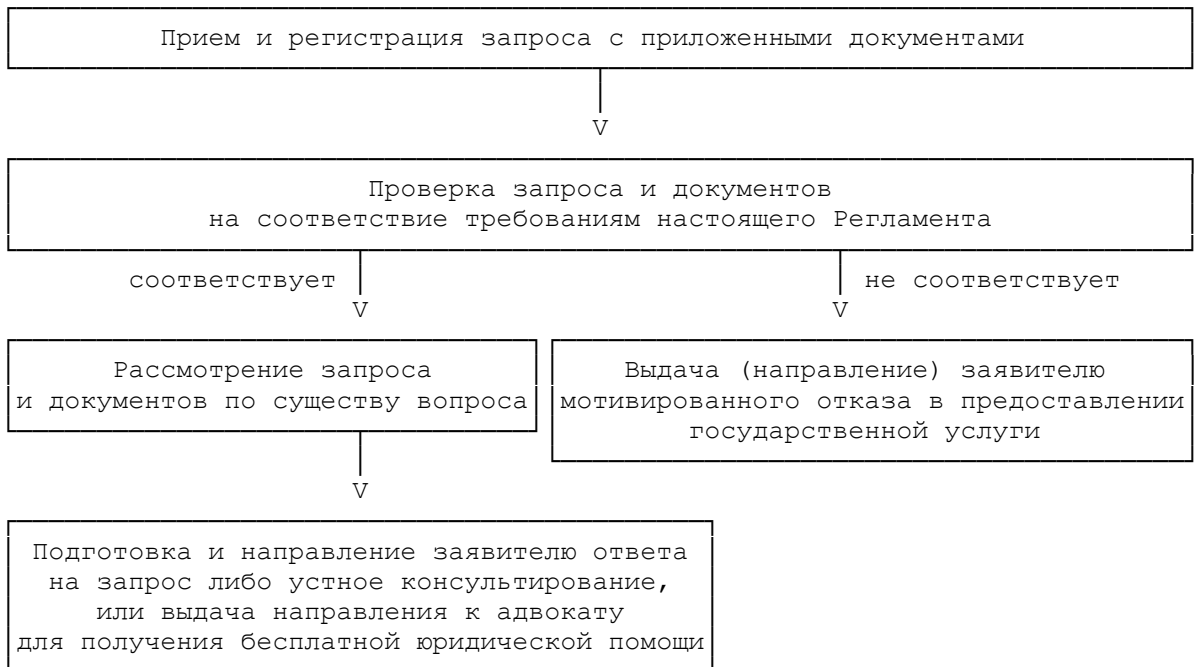 Прием и регистрация запроса с приложенными документами
V
Проверка запроса и документов
на соответствие требованиям настоящего Регламента
соответствует
не соответствует
V
V
Рассмотрение запроса
и документов по существу вопроса
Выдача (направление) заявителю
мотивированного отказа в предоставлении
государственной услуги
V
Подготовка и направление заявителю ответа
на запрос либо устное консультирование,
или выдача направления к адвокату
для получения бесплатной юридической помощи